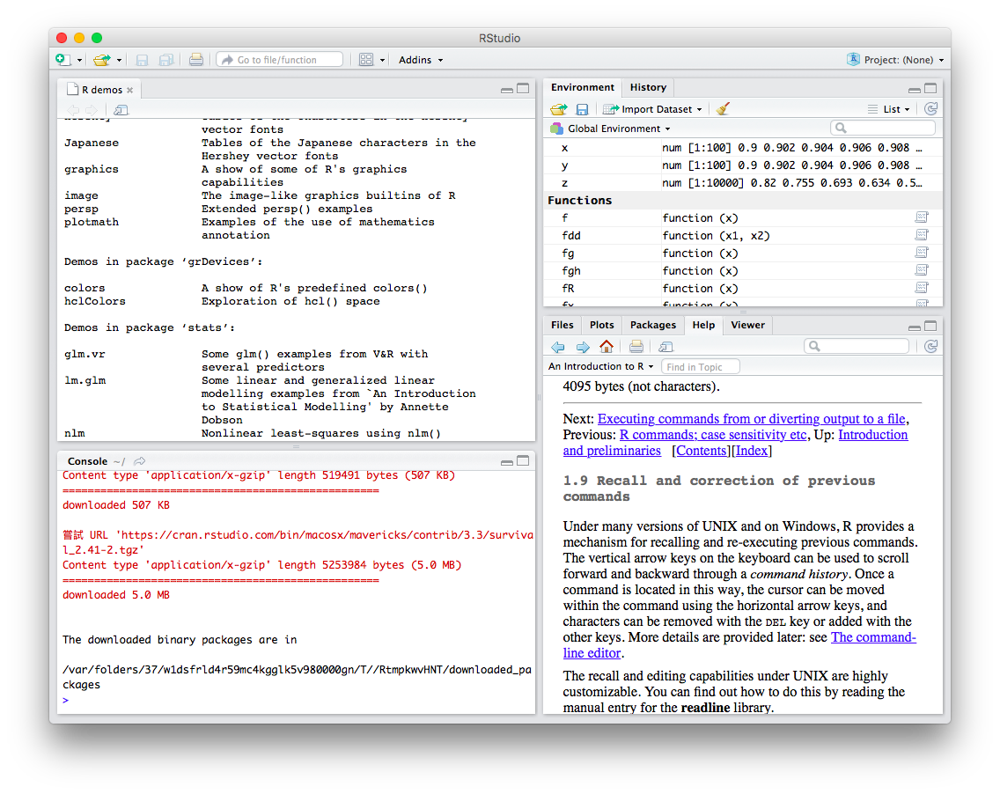 RStudio
Go to file/function
Addins
Project: (None)
R demos
vector fonts
Japanese Tables of the Japanese characters in the
Hershey vector fonts
graphics A show of some of R's graphics
capabilities
image The image-like graphics builtins of R
persp Extended persp() examples
plotmath Examples of the use of mathematics
annotation
Demos in package ‘grDevices’:
colors A show of R's predefined colors()
hclColors Exploration of hcl() space
Demos in package ‘stats’:
glm.vr Some glm() examples from V&R with
several predictors
lm.glm Some linear and generalized linear
modelling examples from `An Introduction
to Statistical Modelling' by Annette
Dobson
nlm Nonlinear least-squares using nlm()
Console ~/
Content type 'application/x-gzip' length 519491 bytes (507 KB)
==================================================
downloaded 507 KB
嘗試 URL 'https://cran.rstudio.com/bin/macosx/mavericks/contrib/3.3/surviva
l_2.41-2.tgz'
Content type 'application/x-gzip' length 5253984 bytes (5.0 MB)
==================================================
downloaded 5.0 MB
The downloaded binary packages are in
/var/folders/37/w1dsfrld4r59mc4kgglk5v980000gn/T//RtmpkwvHNT/downloaded_pa
ckages
>
Environment History
Import Dataset List
Global Environment
x num [1:100] 0.9 0.902 0.904 0.906 0.908 …
y num [1:100] 0.9 0.902 0.904 0.906 0.908 …
z num [1:10000] 0.82 0.755 0.693 0.634 0.5…
Functions
f function (x)
fdd function (x1, x2)
fg function (x)
fgh function (x)
fR function (x)
fx function (x)
Files Plots Packages Help Viewer
An Introduction to R Find in Topic
4095 bytes (not characters).
Next: Executing commands from or diverting output to a file,
Previous: R commands; case sensitivity etc, Up: Introduction
and preliminaries [Contents][Index]
1.9 Recall and correction of previous
commands
Under many versions of UNIX and on Windows, R provides a
mechanism for recalling and re-executing previous commands.
The vertical arrow keys on the keyboard can be used to scroll
forward and backward through a command history. Once a
command is located in this way, the cursor can be moved
within the command using the horizontal arrow keys, and
characters can be removed with the DEL key or added with the
other keys. More details are provided later: see The command-
line editor.
The recall and editing capabilities under UNIX are highly
customizable. You can find out how to do this by reading the
manual entry for the readline library.